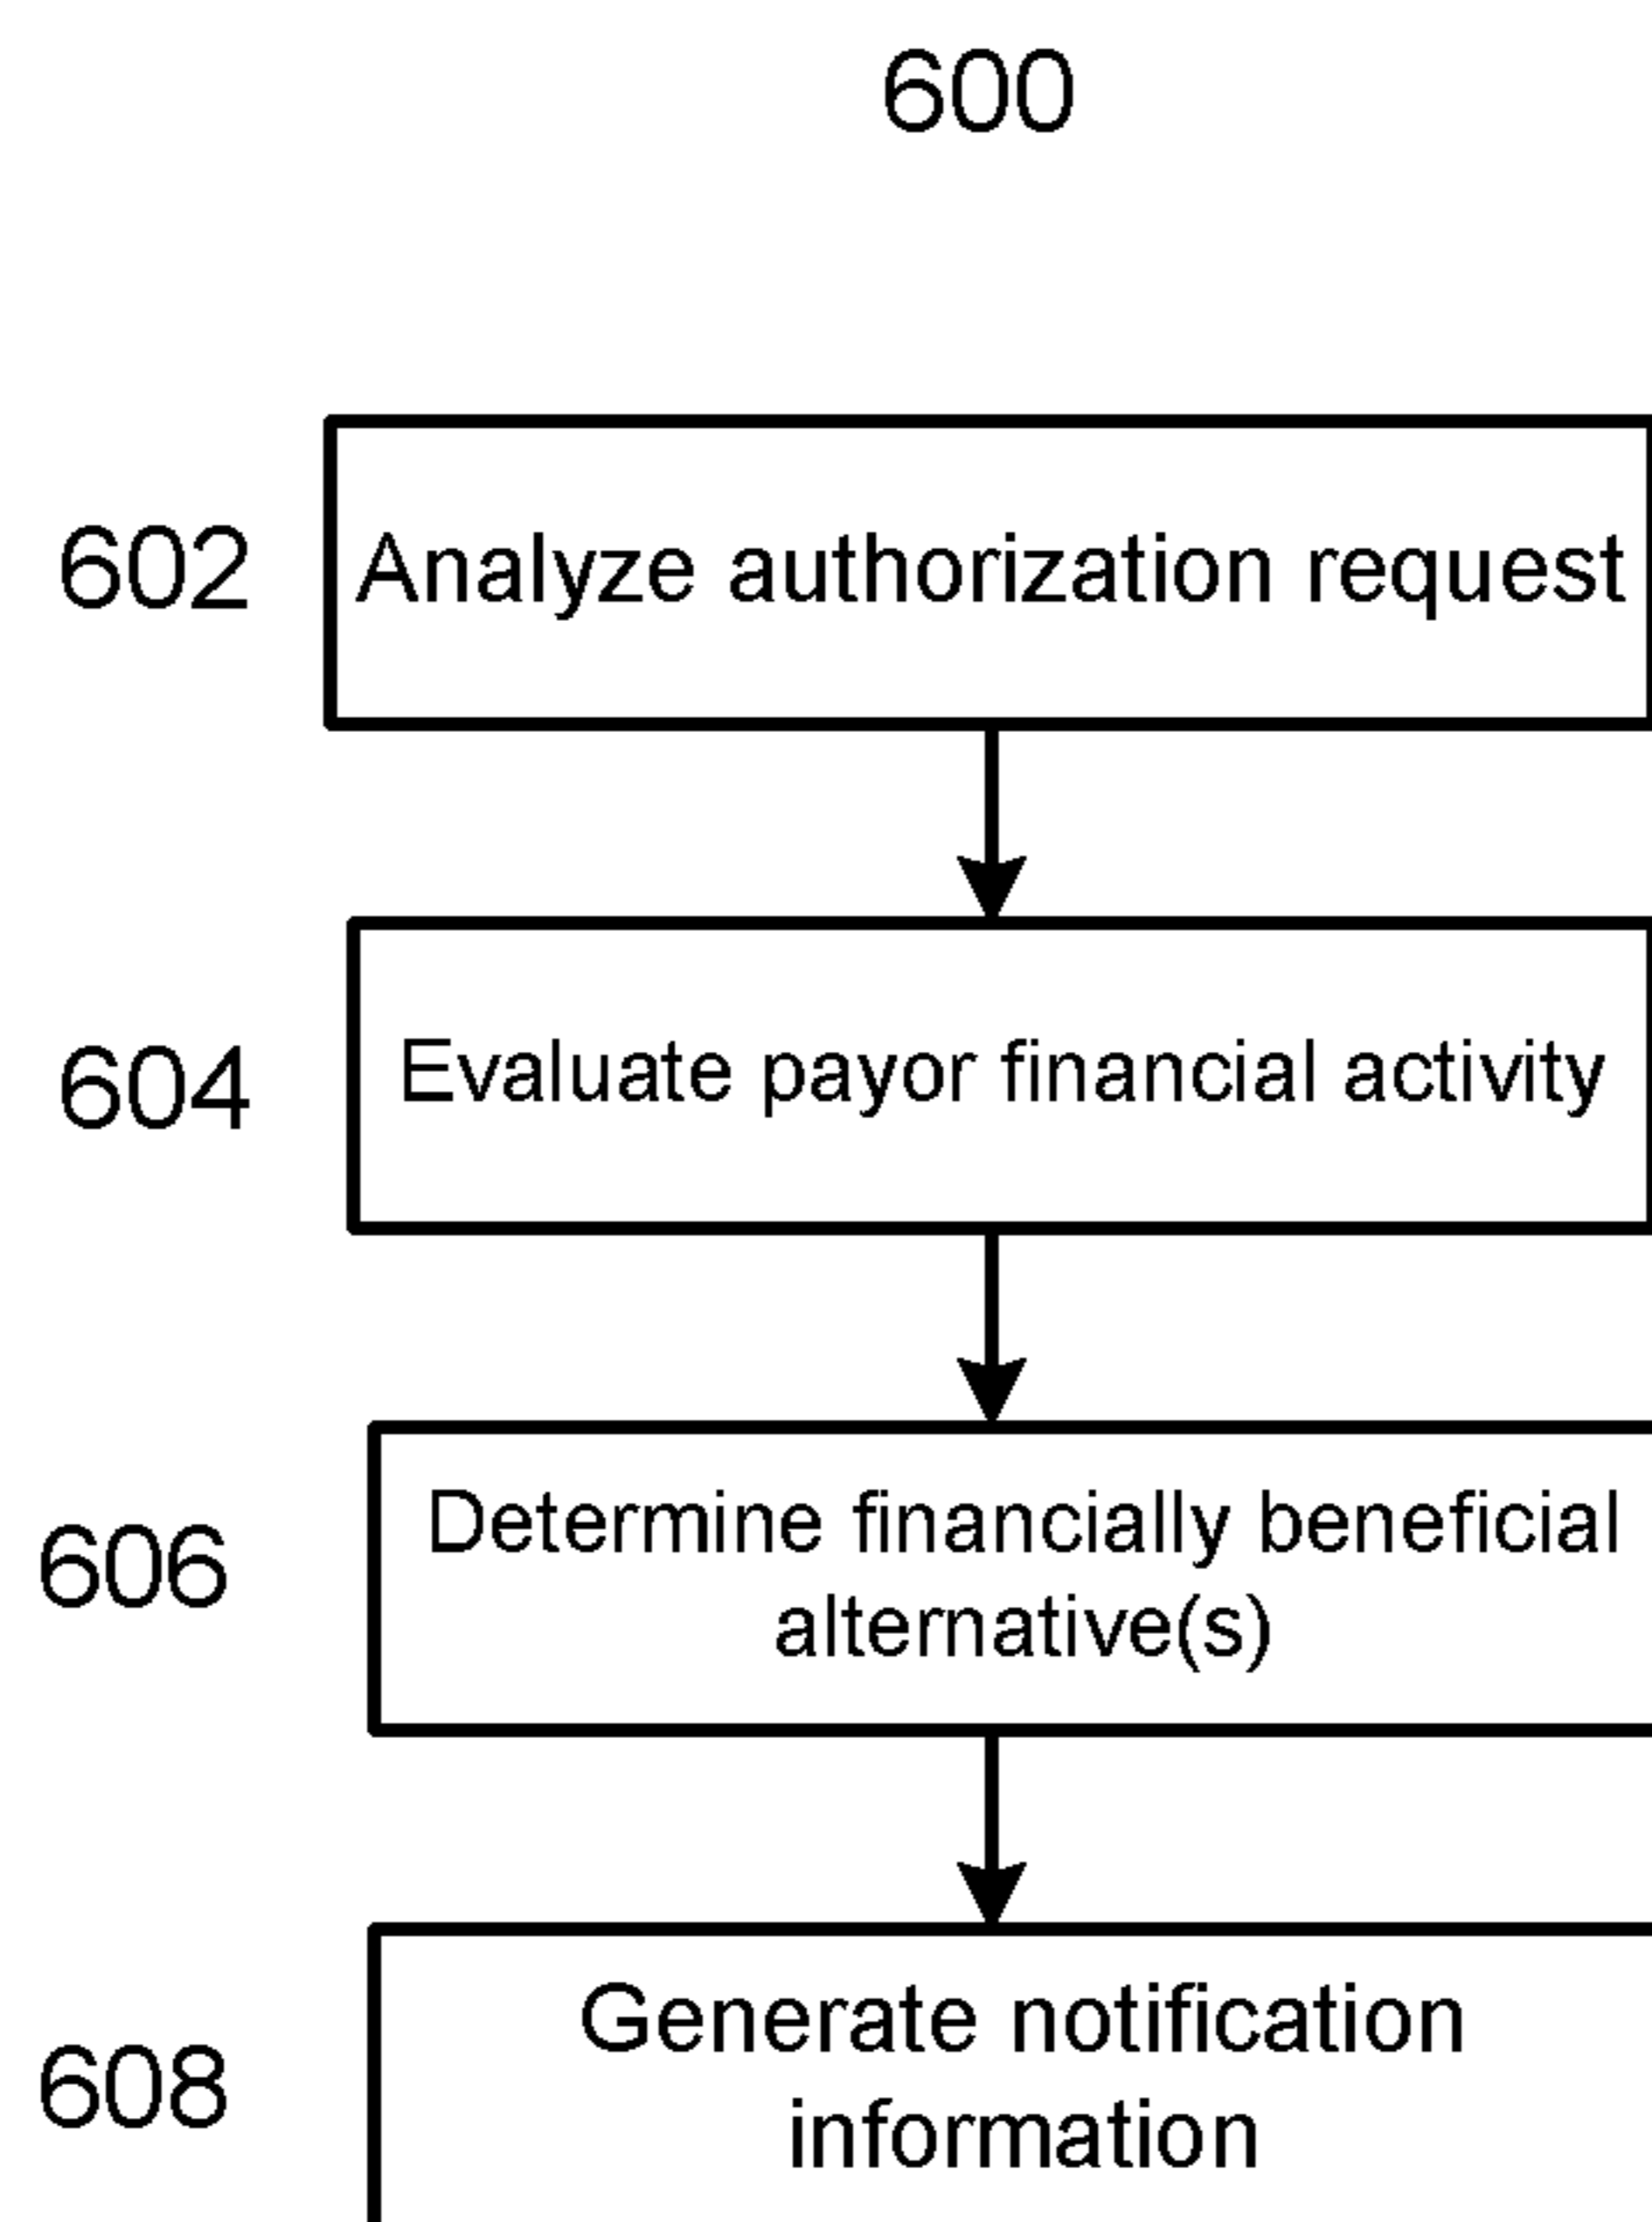 600
602
Analyze authorization request
604
Evaluate payor financial activity
606
Determine financially beneficial
alternative(s)
608
Generate notification
information